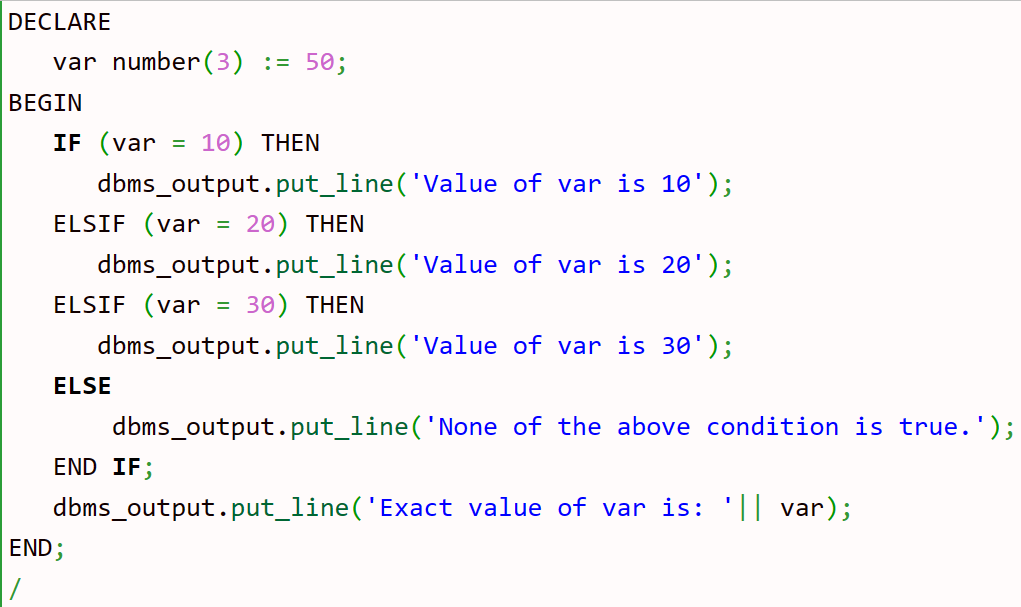 DECLARE
   var number(3) := 50;
BEGIN
   IF (var = 10) THEN
      dbms_output.put_line('Value of var is 10');
   ELSIF (var = 20) THEN
      dbms_output.put_line('Value of var is 20');
   ELSIF (var = 30) THEN
      dbms_output.put_line('Value of var is 30');
   ELSE
       dbms_output.put_line('None of the above condition is true.');
   END IF;
   dbms_output.put_line('Exact value of var is: '|| var);
END;
/